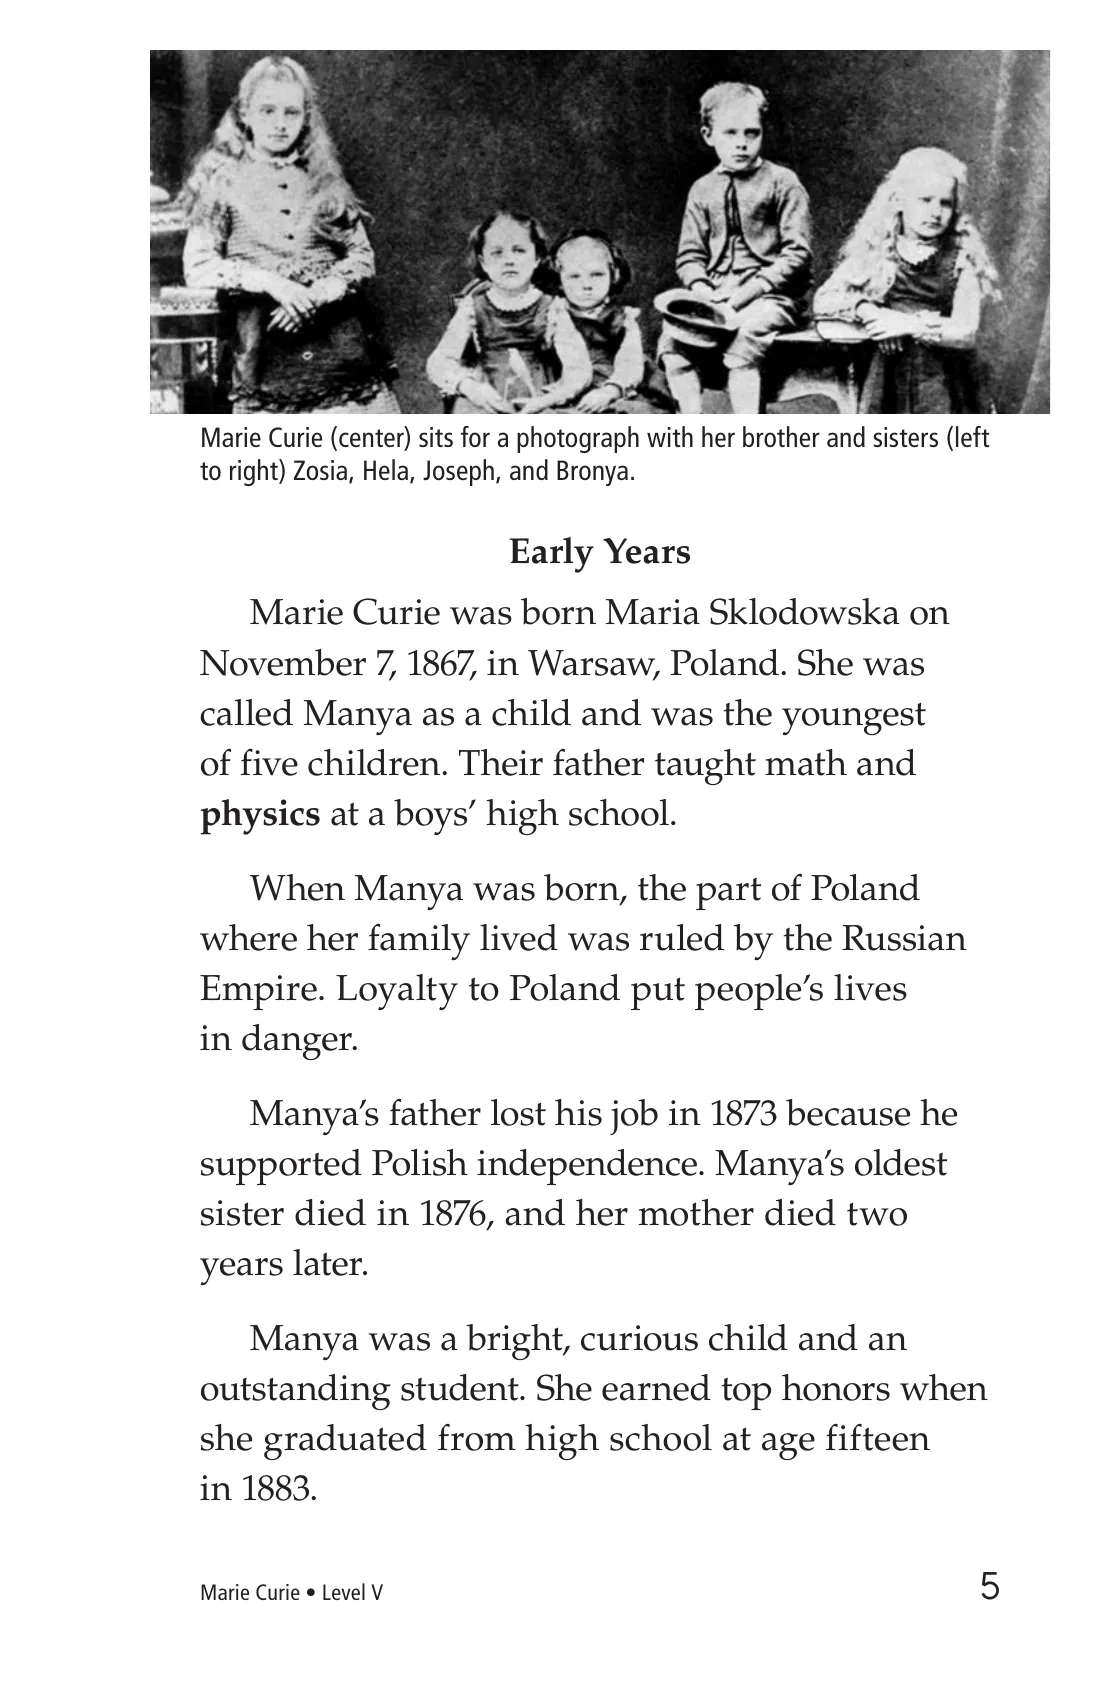 Marie Curie (center) sits for a photograph with her brother and sisters (left
to right) Zosia, Hela, Joseph, and Bronya.
Early Years
Marie Curie was born Maria Sklodowska on
November 7, 1867, in Warsaw, Poland. She was
called Manya as a child and was the youngest
of five children. Their father taught math and
physics at a boys’ high school.
When Manya was born, the part of Poland
where her family lived was ruled by the Russian
Empire. Loyalty to Poland put people’s lives
in danger.
Manya’s father lost his job in 1873 because he
supported Polish independence. Manya’s oldest
sister died in 1876, and her mother died two
years later.
Manya was a bright, curious child and an
outstanding student. She earned top honors when
she graduated from high school at age fifteen
in 1883.
Marie Curie • Level V
5